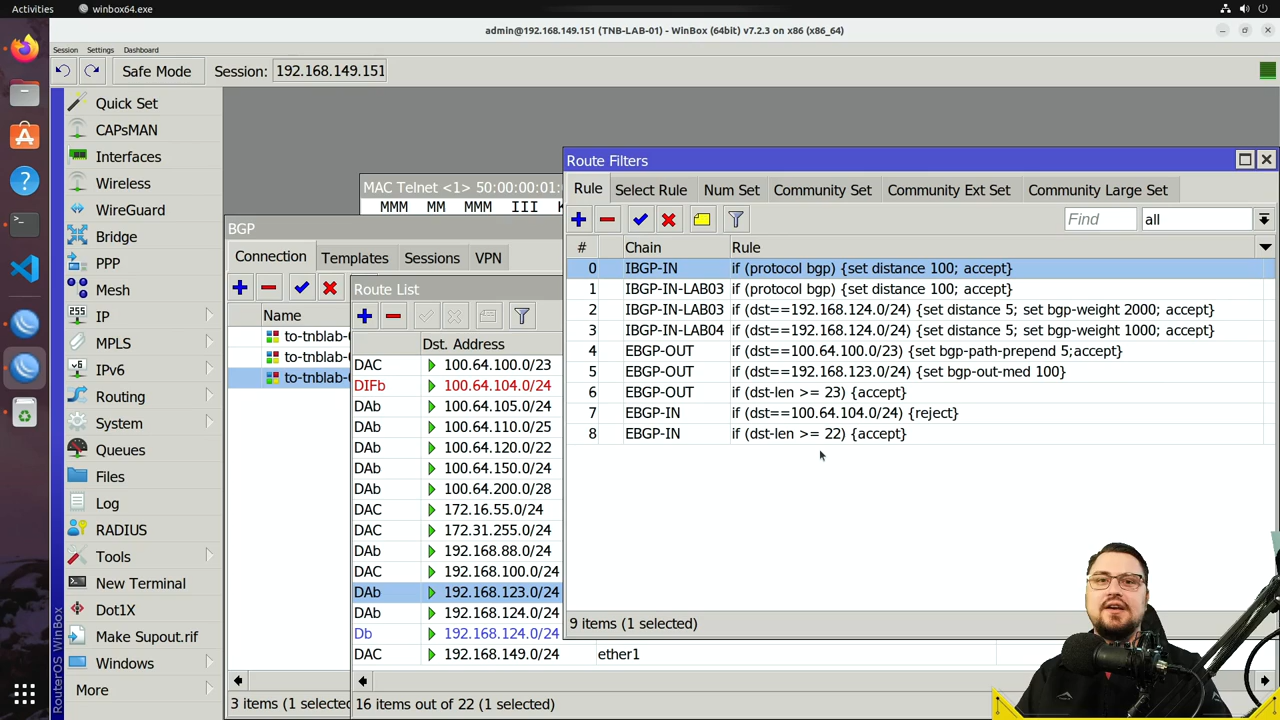 Activities
winbox64.exe
admin@192.168.149.151 (TNB-LAB-01) - WinBox (64bit) v7.2.3 on x86 (x86_64)
Session Settings Dashboard
Safe Mode Session: 192.168.149.151
Quick Set
CAPsMAN
Interfaces
Wireless
WireGuard
Bridge
PPP
Mesh
IP
MPLS
IPv6
Routing
System
Queues
Files
Log
RADIUS
Tools
New Terminal
Dot1X
Make Supout.rif
Windows
More
RouterOS WinBox
MAC Telnet <1> 50:00:00:01:
MMM MM MMM III K
BGP
Connection Templates Sessions VPN
Name
to-tnblab-
to-tnblab-
to-tnblab-
3 items (1 selected
Route List
Dst. Address
DAC 100.64.100.0/23
DIFb 100.64.104.0/24
DAb 100.64.105.0/24
DAb 100.64.110.0/25
DAb 100.64.120.0/22
DAb 100.64.150.0/24
DAb 100.64.200.0/28
DAC 172.16.55.0/24
DAC 172.31.255.0/24
DAb 192.168.88.0/24
DAC 192.168.100.0/24
DAb 192.168.123.0/24
DAb 192.168.124.0/24
Db 192.168.124.0/24
DAC 192.168.149.0/24 ether1
16 items out of 22 (1 selected)
Route Filters
Rule Select Rule Num Set Community Set Community Ext Set Community Large Set
Find all
# Chain Rule
0 IBGP-IN if (protocol bgp) {set distance 100; accept}
1 IBGP-IN-LAB03 if (protocol bgp) {set distance 100; accept}
2 IBGP-IN-LAB03 if (dst==192.168.124.0/24) {set distance 5; set bgp-weight 2000; accept}
3 IBGP-IN-LAB04 if (dst==192.168.124.0/24) {set distance 5; set bgp-weight 1000; accept}
4 EBGP-OUT if (dst==100.64.100.0/23) {set bgp-path-prepend 5;accept}
5 EBGP-OUT if (dst==192.168.123.0/24) {set bgp-out-med 100}
6 EBGP-OUT if (dst-len >= 23) {accept}
7 EBGP-IN if (dst==100.64.104.0/24) {reject}
8 EBGP-IN if (dst-len >= 22) {accept}
9 items (1 selected)